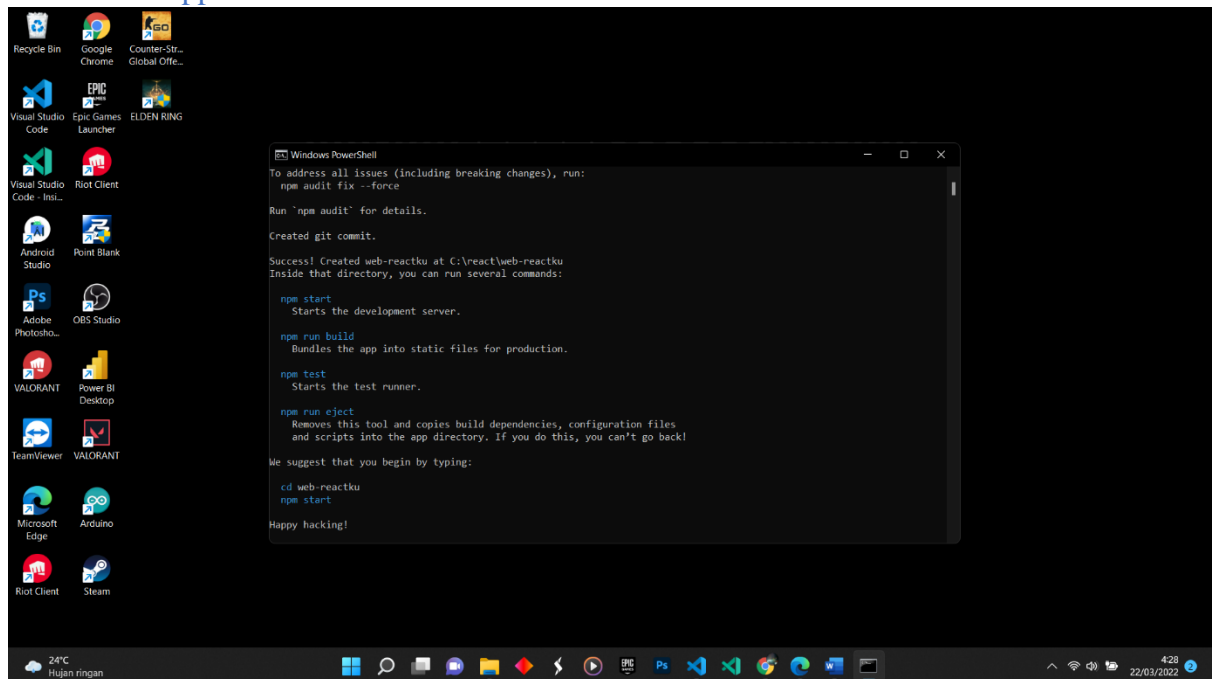 Recycle Bin
Google
Chrome
Counter-Str...
Global Offe...
GO
Visual Studio
Code
EPIC
GAMES
Epic Games
Launcher
ELDEN RING
Visual Studio
Code - Insi...
Riot Client
Android
Studio
Point Blank
Ps
Adobe
Photosho...
OBS Studio
VALORANT
Power BI
Desktop
TeamViewer
VALORANT
Microsoft
Edge
Arduino
Riot Client
Steam
Windows PowerShell
To address all issues (including breaking changes), run:
npm audit fix --force
Run `npm audit` for details.
Created git commit.
Success! Created web-reactku at C:\react\web-reactku
Inside that directory, you can run several commands:
npm start
Starts the development server.
npm run build
Bundles the app into static files for production.
npm test
Starts the test runner.
npm run eject
Removes this tool and copies build dependencies, configuration files
and scripts into the app directory. If you do this, you can't go back!
We suggest that you begin by typing:
cd web-reactku
npm start
Happy hacking!
24°C
Hujan ringan
EPIC
Ps
4:28
22/03/2022
2